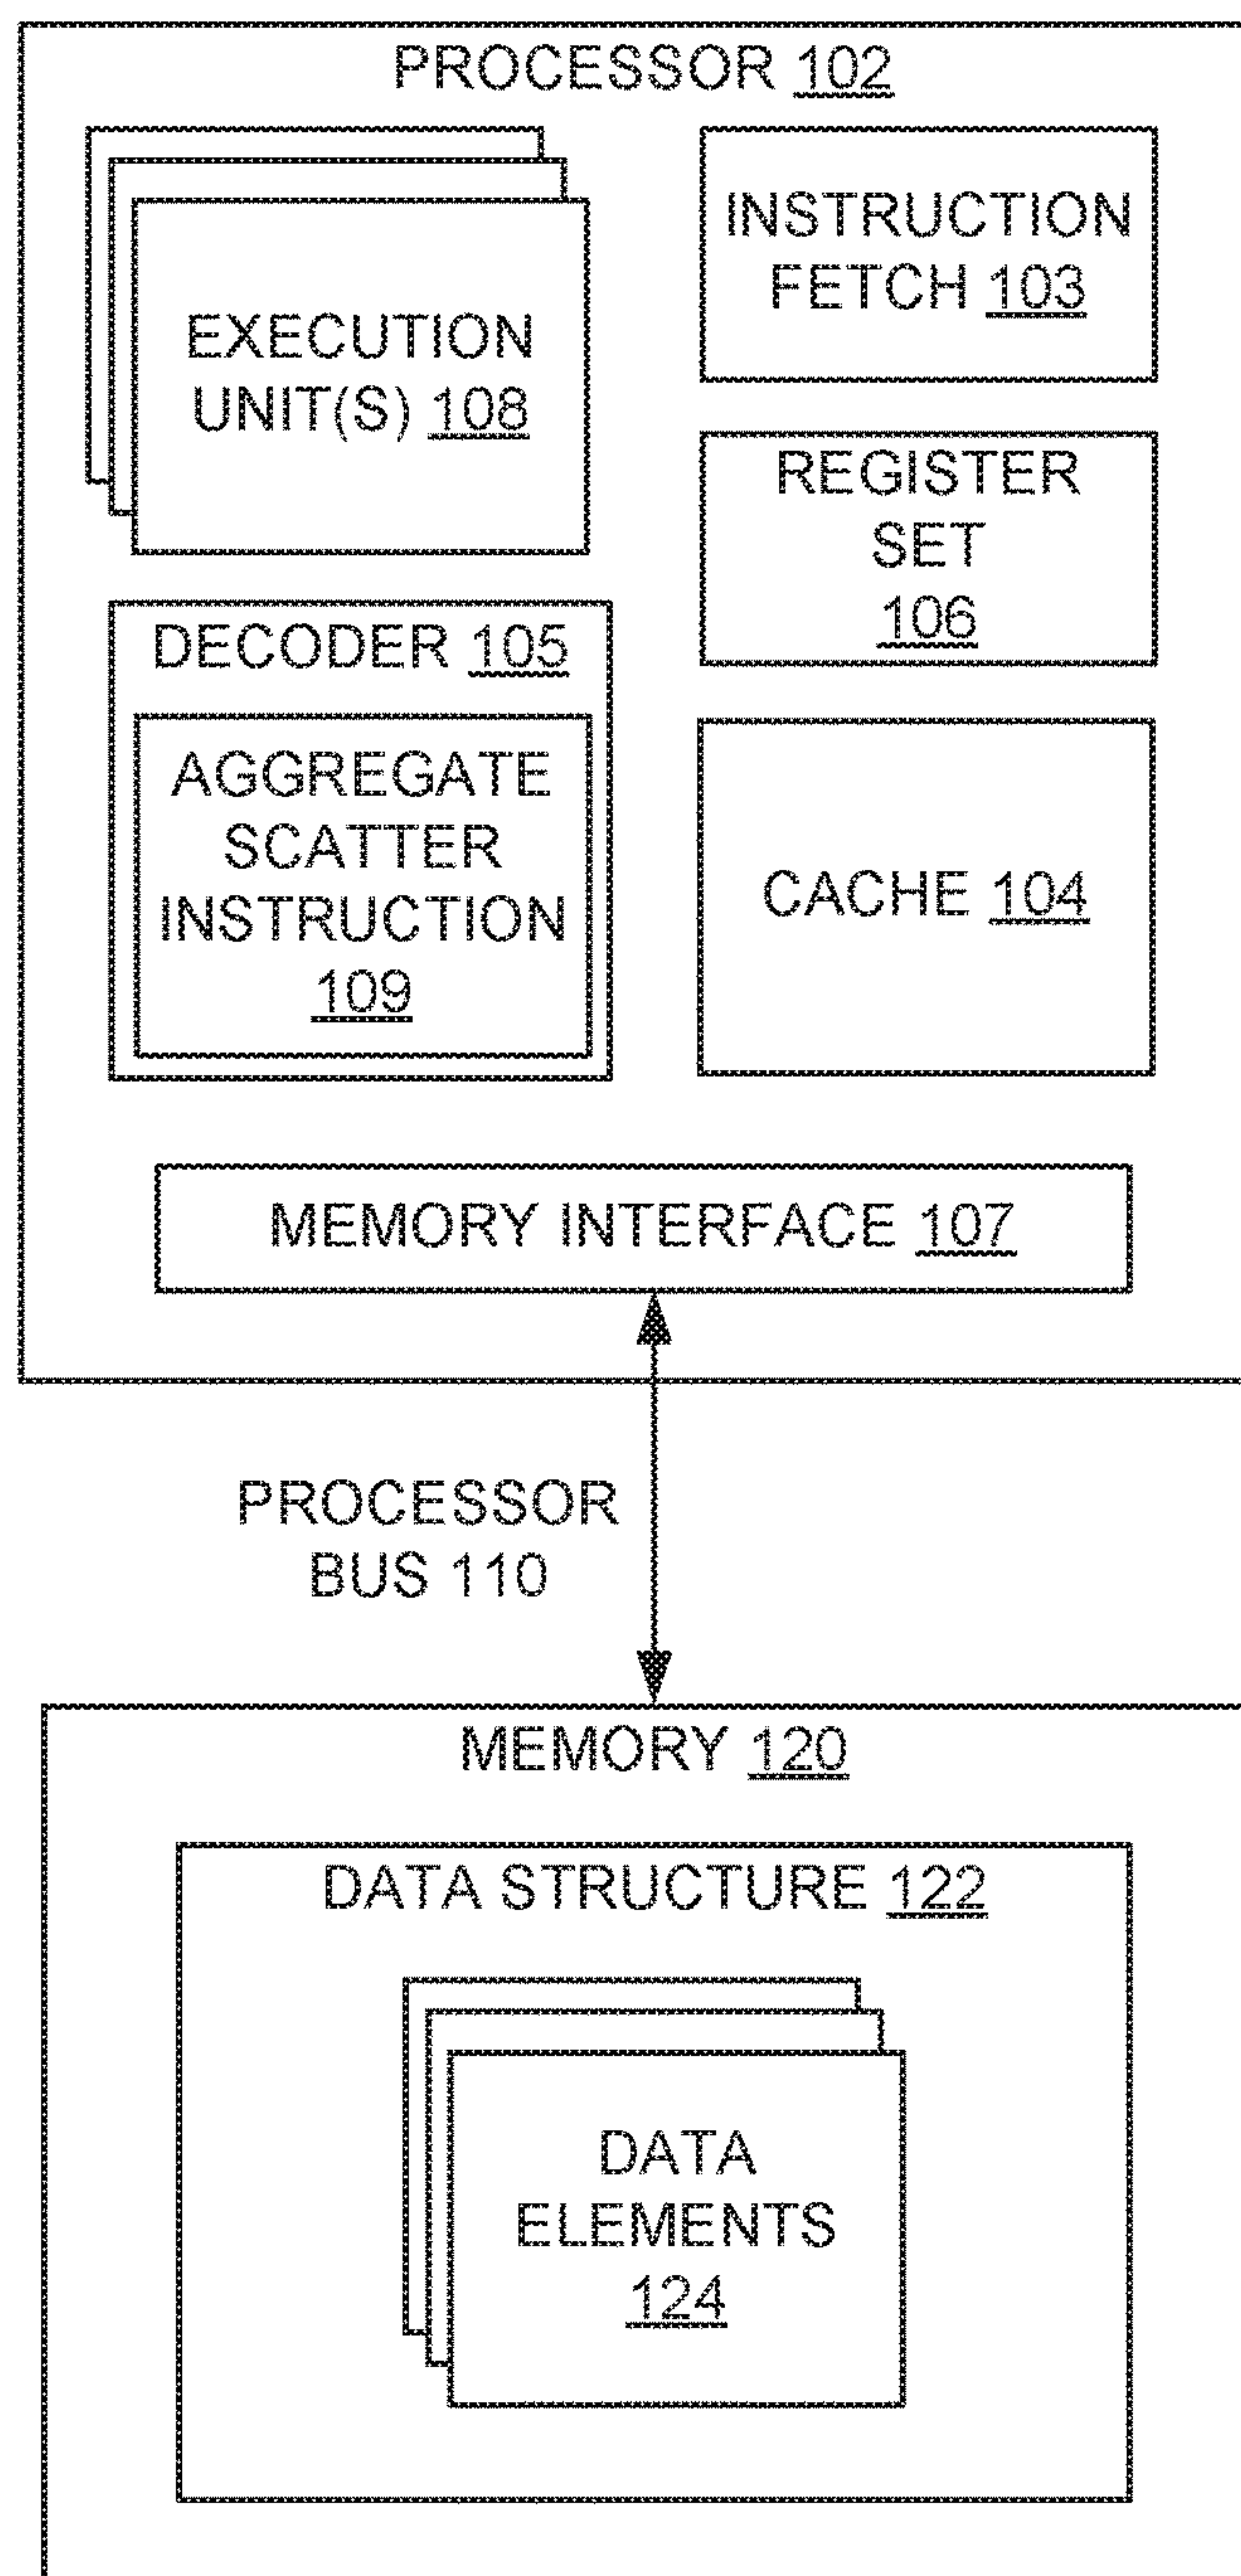 PROCESSOR 102
EXECUTION
UNIT(S) 108
INSTRUCTION
FETCH 103
REGISTER
SET
106
DECODER 105
AGGREGATE
SCATTER
INSTRUCTION
109
CACHE 104
MEMORY INTERFACE 107
PROCESSOR
BUS 110
MEMORY 120
DATA STRUCTURE 122
DATA
ELEMENTS
124